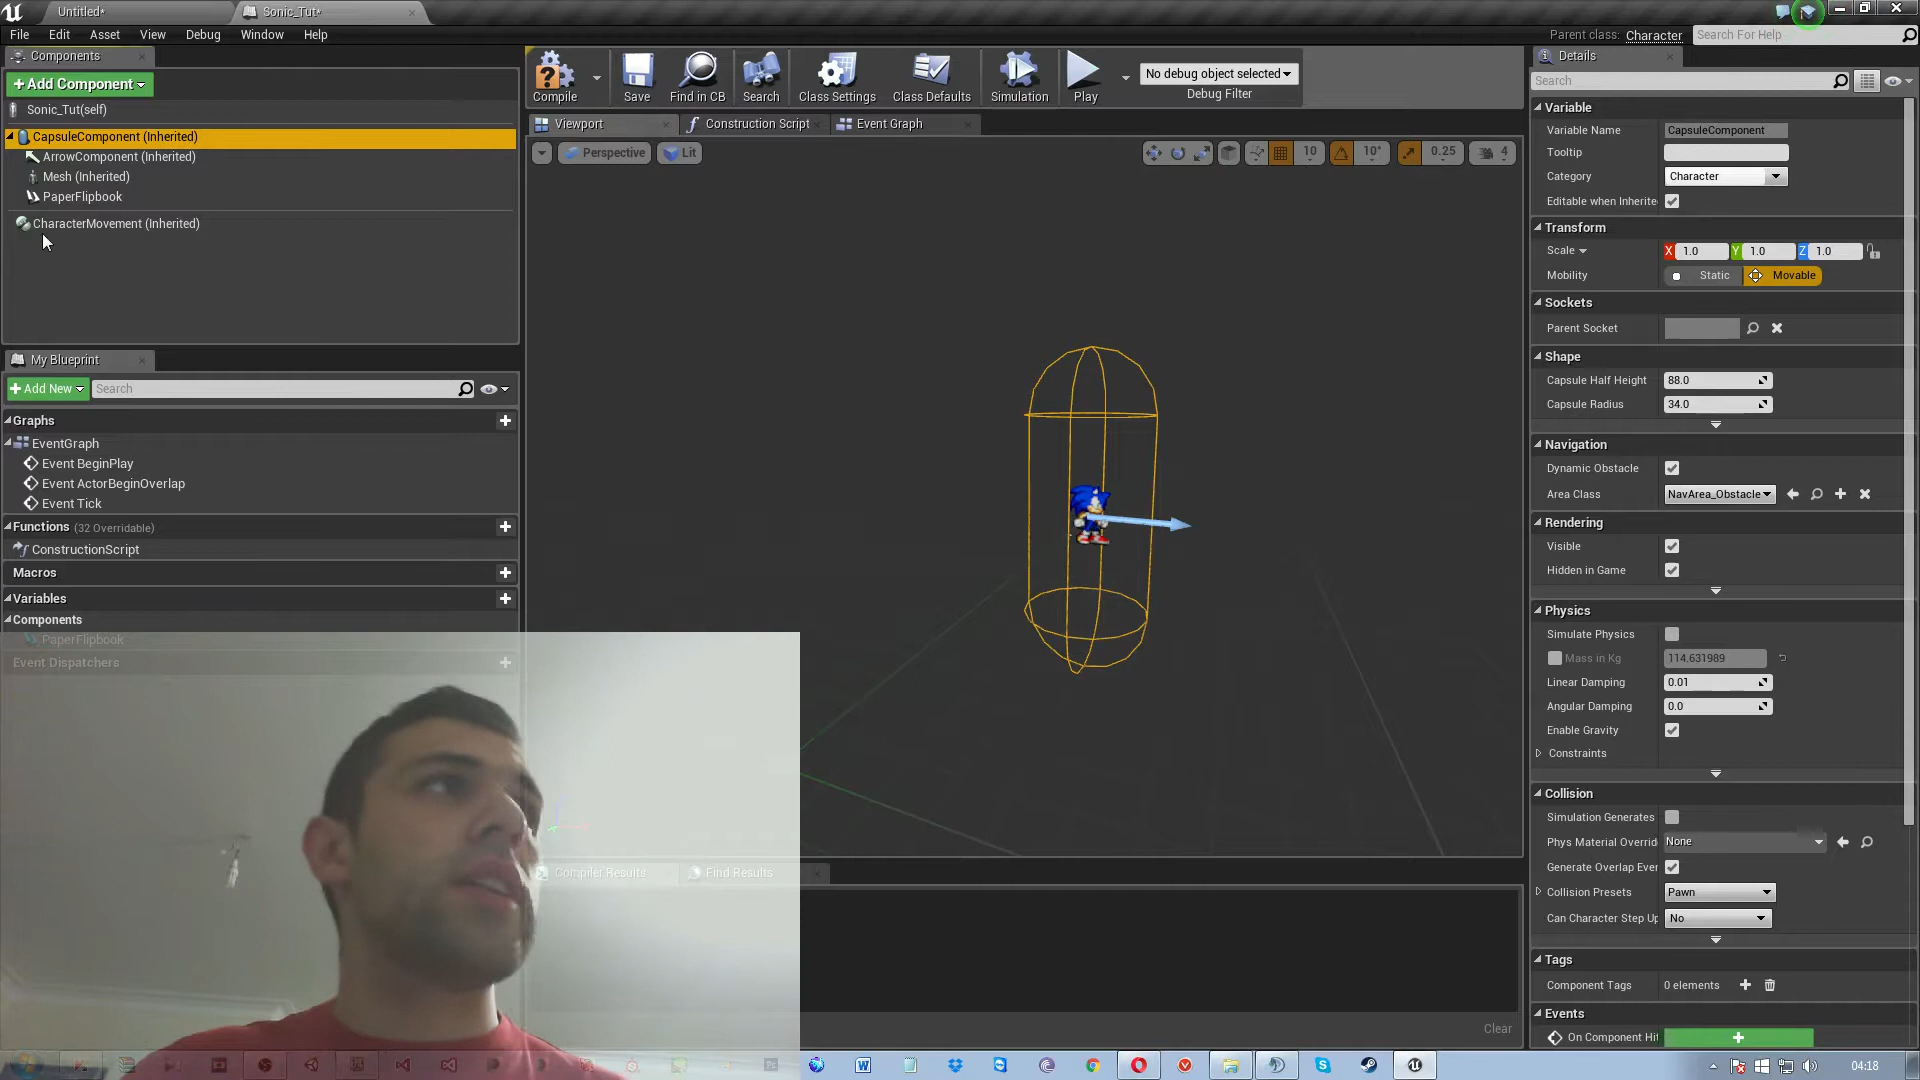 Untitled*
Sonic_Tut*
File Edit Asset View Debug Window Help
Parent class: Character
Search For Help
Components
+ Add Component
Sonic_Tut(self)
CapsuleComponent (Inherited)
ArrowComponent (Inherited)
Mesh (Inherited)
PaperFlipbook
CharacterMovement (Inherited)
Compile
Save
Find in CB
Search
Class Settings
Class Defaults
Simulation
Play
No debug object selected
Debug Filter
Viewport
Construction Script
Event Graph
Perspective
Lit
10
10°
0.25
4
My Blueprint
+ Add New
Search
Graphs
EventGraph
Event BeginPlay
Event ActorBeginOverlap
Event Tick
Functions (32 Overridable)
ConstructionScript
Macros
Variables
Components
PaperFlipbook
Event Dispatchers
Compiler Results
Find Results
Clear
Details
Search
Variable
Variable Name CapsuleComponent
Tooltip
Category Character
Editable when Inherite
Transform
Scale X 1.0 Y 1.0 Z 1.0
Mobility Static Movable
Sockets
Parent Socket
Shape
Capsule Half Height 88.0
Capsule Radius 34.0
Navigation
Dynamic Obstacle
Area Class NavArea_Obstacle
Rendering
Visible
Hidden in Game
Physics
Simulate Physics
Mass in Kg 114.631989
Linear Damping 0.01
Angular Damping 0.0
Enable Gravity
Constraints
Collision
Simulation Generates
Phys Material Overrid None
Generate Overlap Ever
Collision Presets Pawn
Can Character Step Up No
Tags
Component Tags 0 elements
Events
On Component Hit
04:18